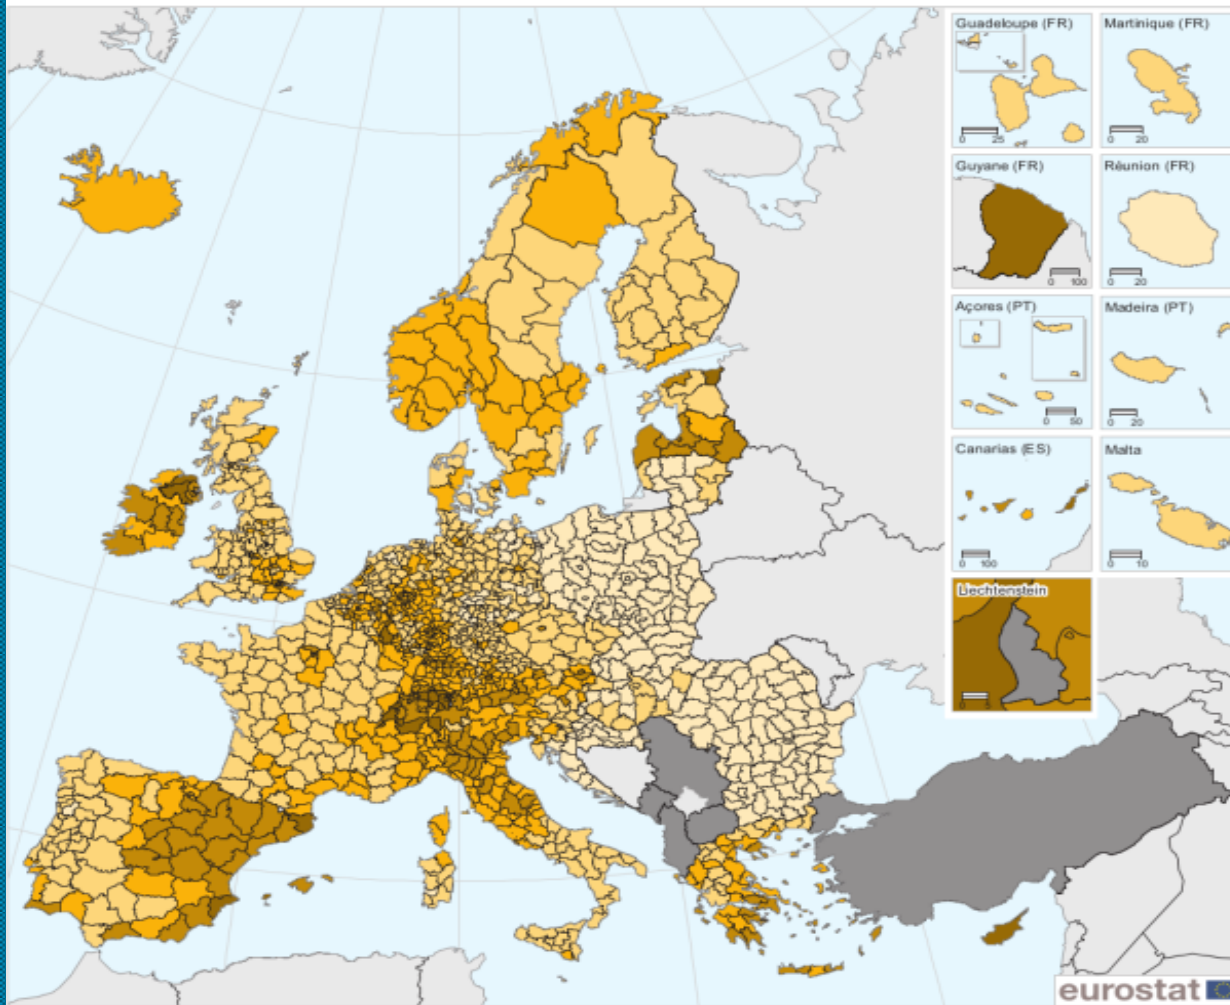 Guadeloupe (FR)
0 25
Martinique (FR)
0 20
Guyane (FR)
0 100
Réunion (FR)
0 20
Açores (PT)
0 50
Madeira (PT)
0 20
Canarias (ES)
0 100
Malta
0 10
Liechtenstein
0
eurostat